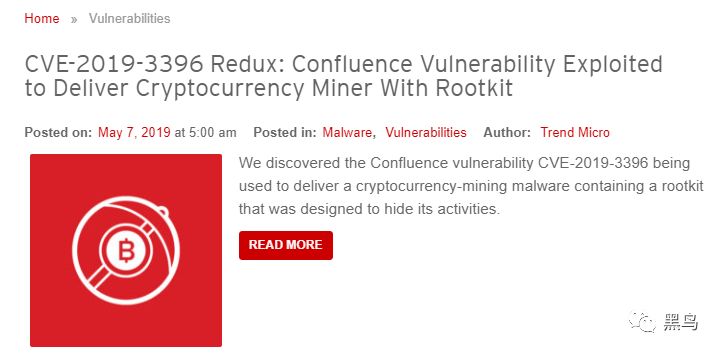 Home » Vulnerabilities
CVE-2019-3396 Redux: Confluence Vulnerability Exploited
to Deliver Cryptocurrency Miner With Rootkit
Posted on: May 7, 2019 at 5:00 am Posted in: Malware, Vulnerabilities Author: Trend Micro
We discovered the Confluence vulnerability CVE-2019-3396 being
used to deliver a cryptocurrency-mining malware containing a rootkit
that was designed to hide its activities.
READ MORE
黑鸟